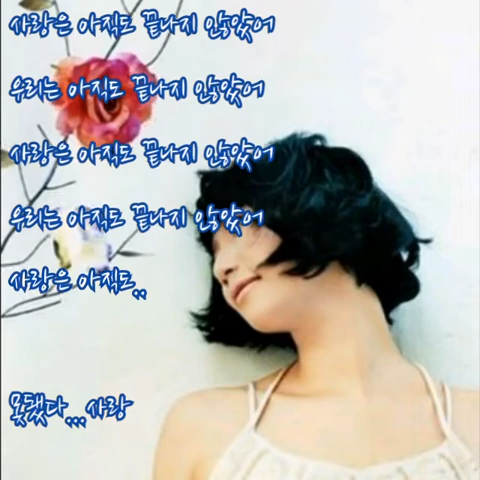 사랑은 아직도 끝나지 않았어
우리는 아직도 끝나지 않았어
사랑은 아직도 끝나지 않았어
우리는 아직도 끝나지 않았어
사랑은 아직도..
못됐다...사랑